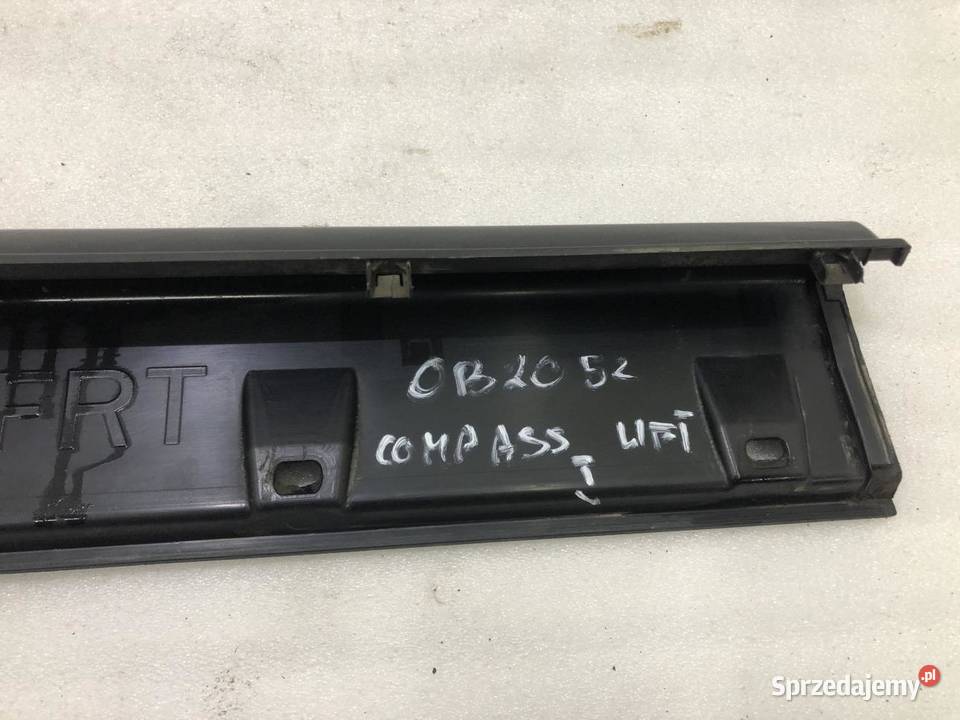 FRT
OB2052
COMPASS LIFT
T
Sprzedajemy.pl